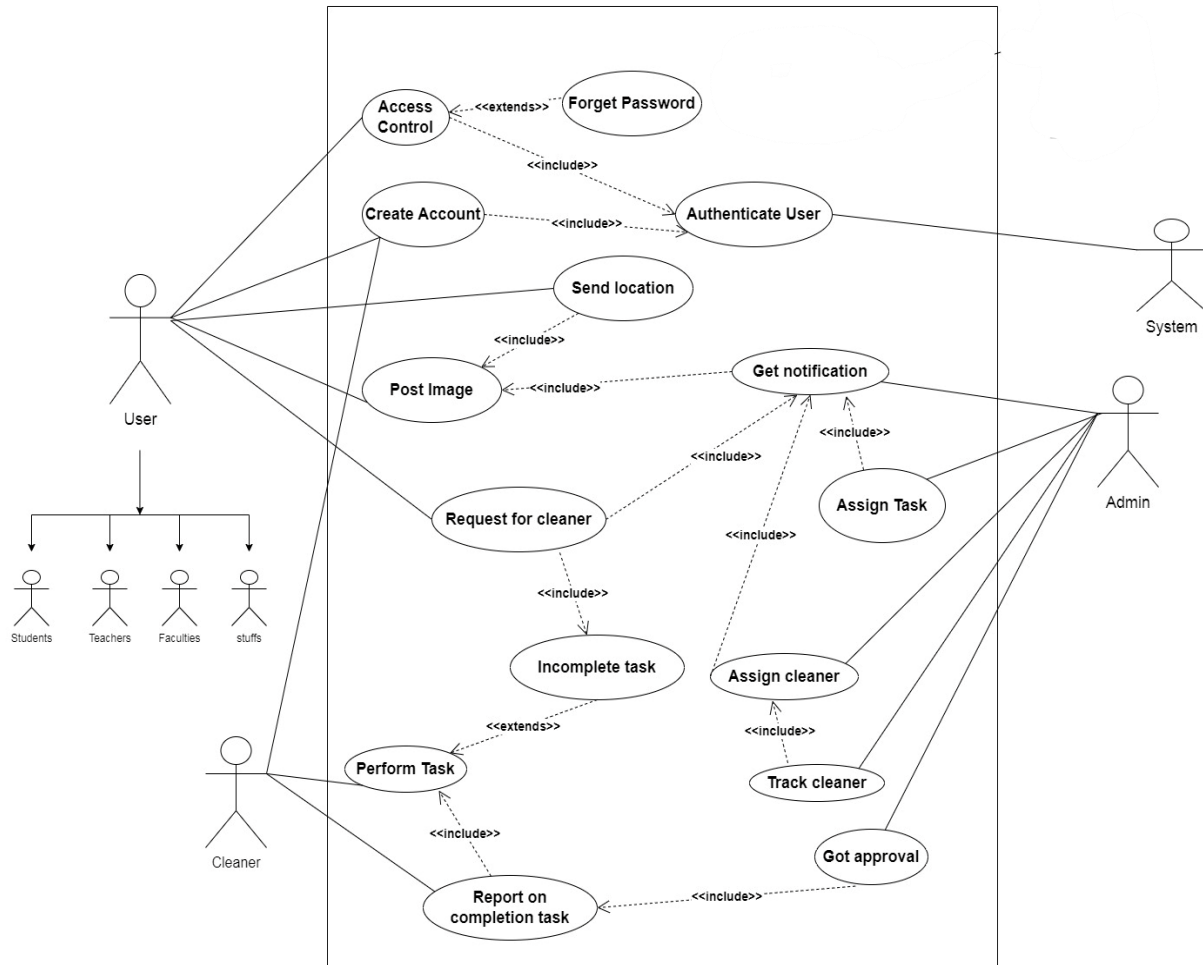 Access
Control
<<extends>>
Forget Password
<<include>>
Create Account
<<include>>
Authenticate User
Send location
System
<<include>>
Post Image
<<include>>
Get notification
User
<<include>>
<<include>>
Admin
Request for cleaner
Assign Task
<<include>>
<<include>>
Students
Teachers
Faculties
stuffs
Incomplete task
Assign cleaner
<<extends>>
<<include>>
Perform Task
Track cleaner
<<include>>
Cleaner
Got approval
Report on
completion task
<<include>>